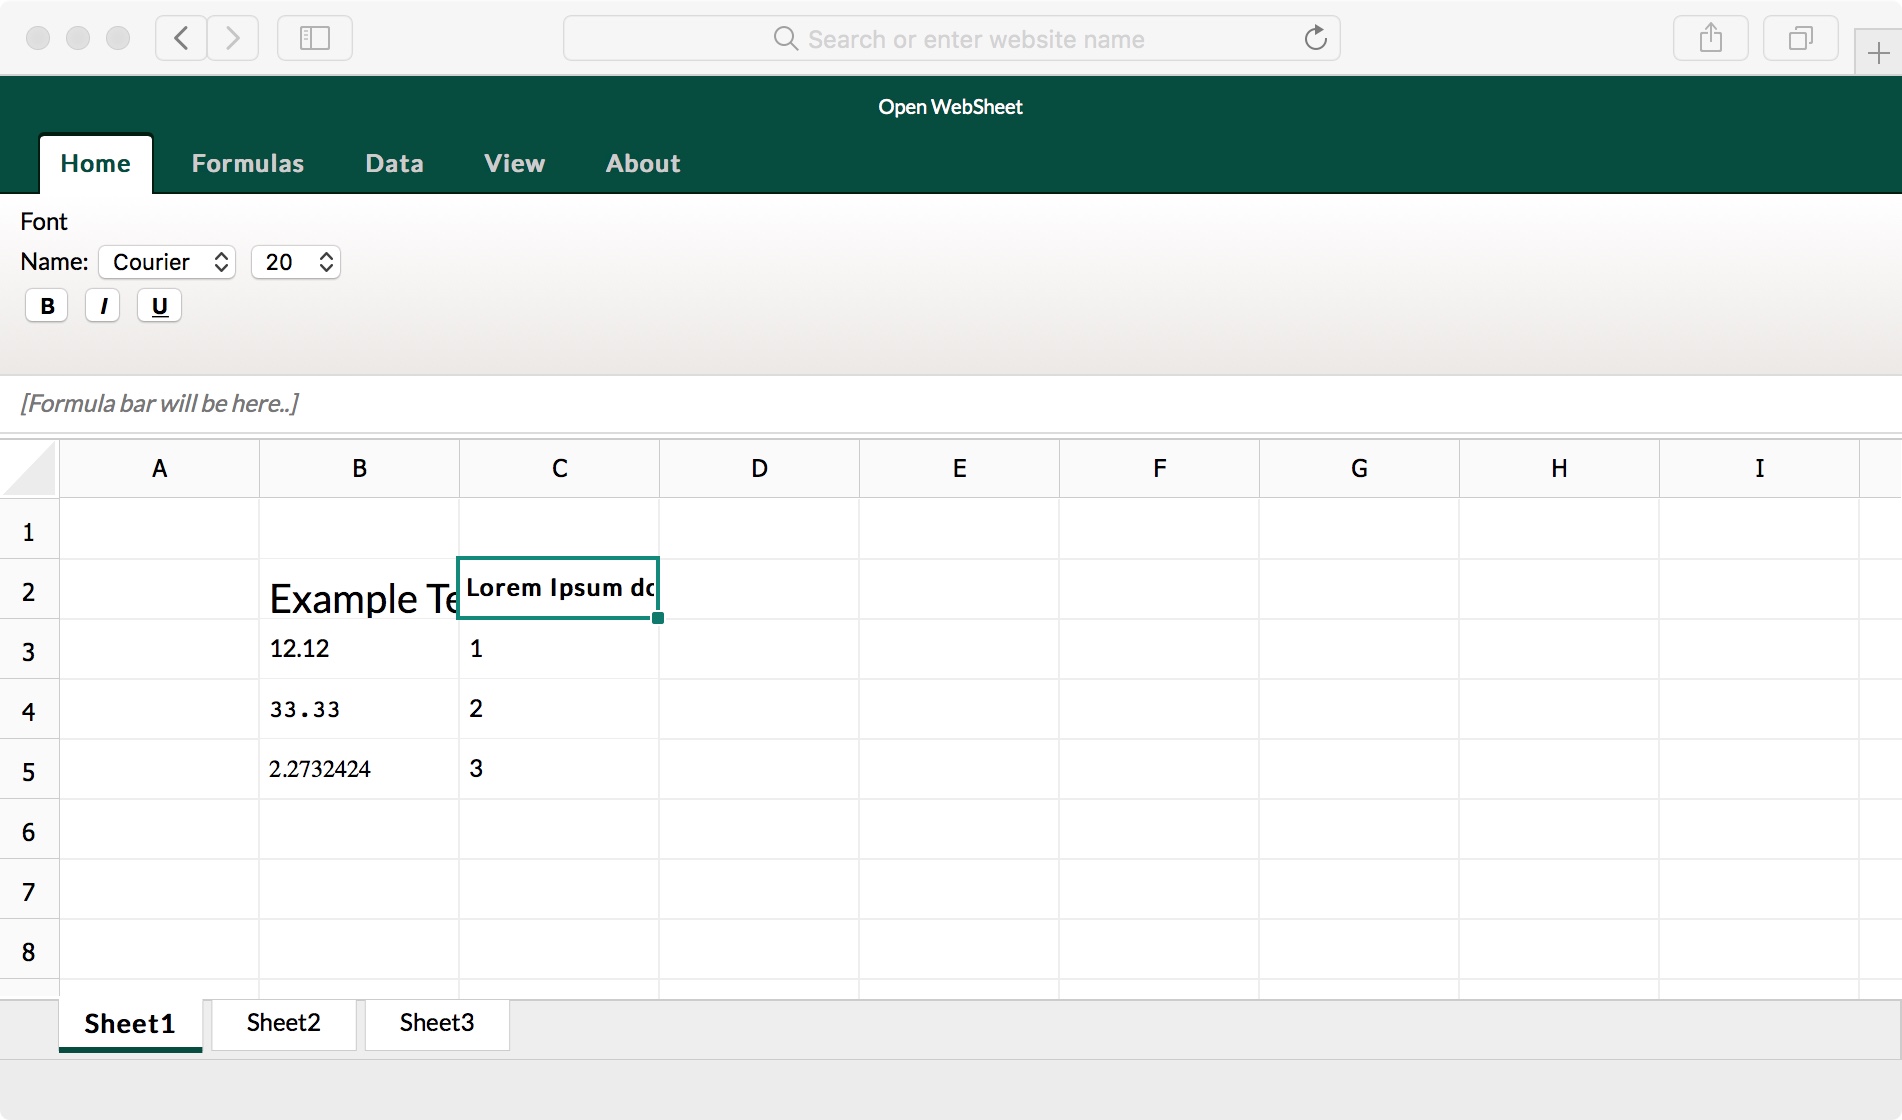 Search or enter website name
Open WebSheet
Home Formulas Data View About
Font
Name: Courier 20
B I U
[Formula bar will be here..]
A B C D E F G H I
1
2 Example Te Lorem Ipsum do
3 12.12 1
4 33.33 2
5 2.2732424 3
6
7
8
Sheet1 Sheet2 Sheet3